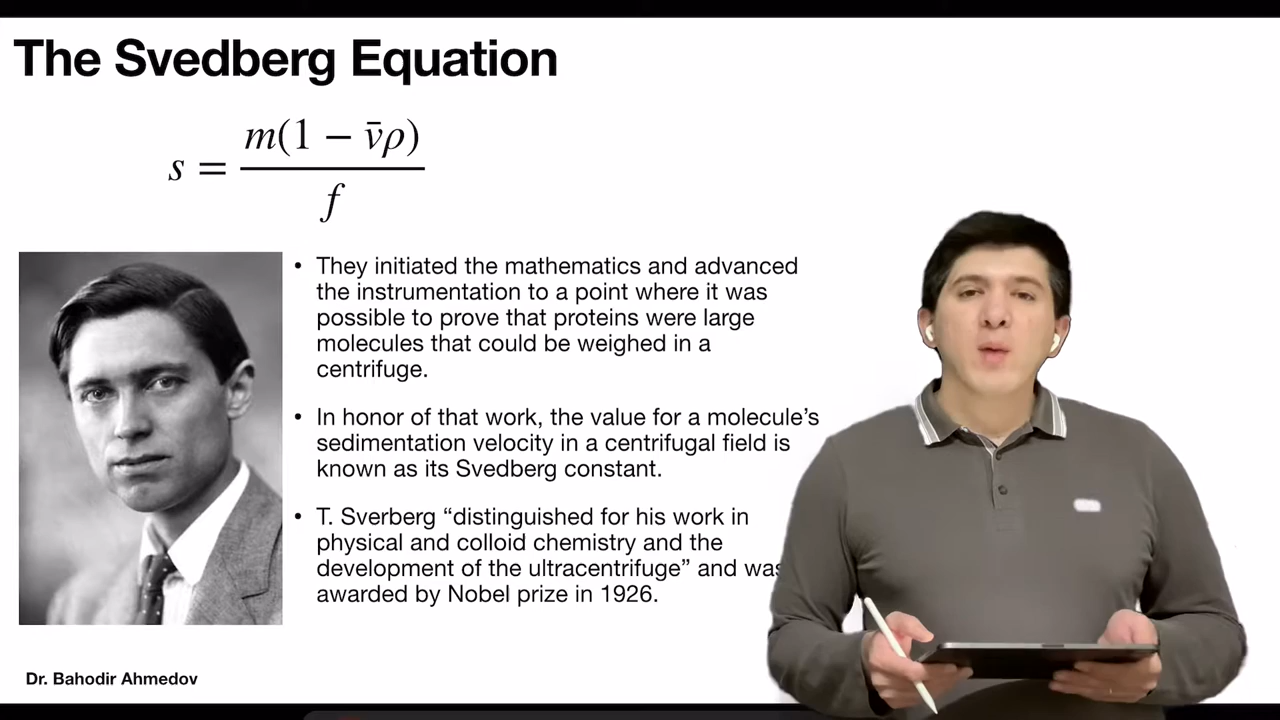 The Svedberg Equation
s = m(1 − v̄ρ) / f
• They initiated the mathematics and advanced
the instrumentation to a point where it was
possible to prove that proteins were large
molecules that could be weighed in a
centrifuge.
• In honor of that work, the value for a molecule’s
sedimentation velocity in a centrifugal field is
known as its Svedberg constant.
• T. Sverberg “distinguished for his work in
physical and colloid chemistry and the
development of the ultracentrifuge” and was
awarded by Nobel prize in 1926.
Dr. Bahodir Ahmedov